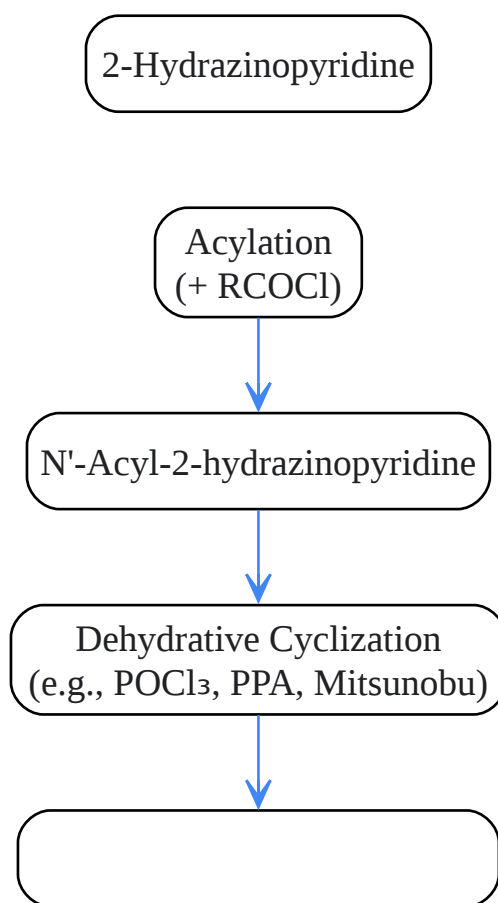 2-Hydrazinopyridine
Acylation
(+ RCOCl)
N'-Acyl-2-hydrazinopyridine
Dehydrative Cyclization
(e.g., POCl₃, PPA, Mitsunobu)